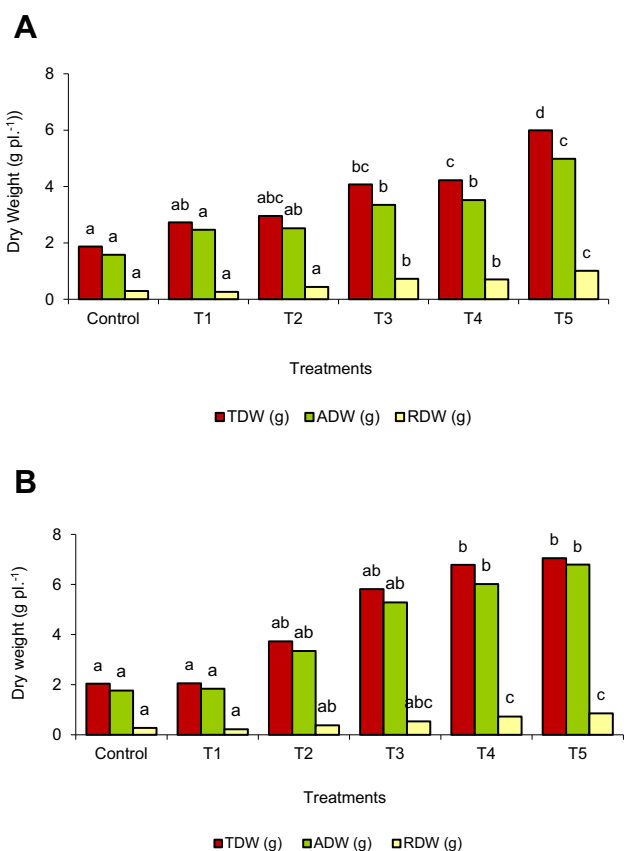 A
Dry Weight (g pl.⁻¹))
8
6
4
2
0
a a a
ab a a
abc ab a
bc b b
c b b
d c c
Control T1 T2 T3 T4 T5
Treatments
TDW (g) ADW (g) RDW (g)
B
Dry weight (g pl.⁻¹)
8
6
4
2
0
a a a
a a a
ab ab ab
ab ab abc
b b c
b b c
Control T1 T2 T3 T4 T5
Treatments
TDW (g) ADW (g) RDW (g)